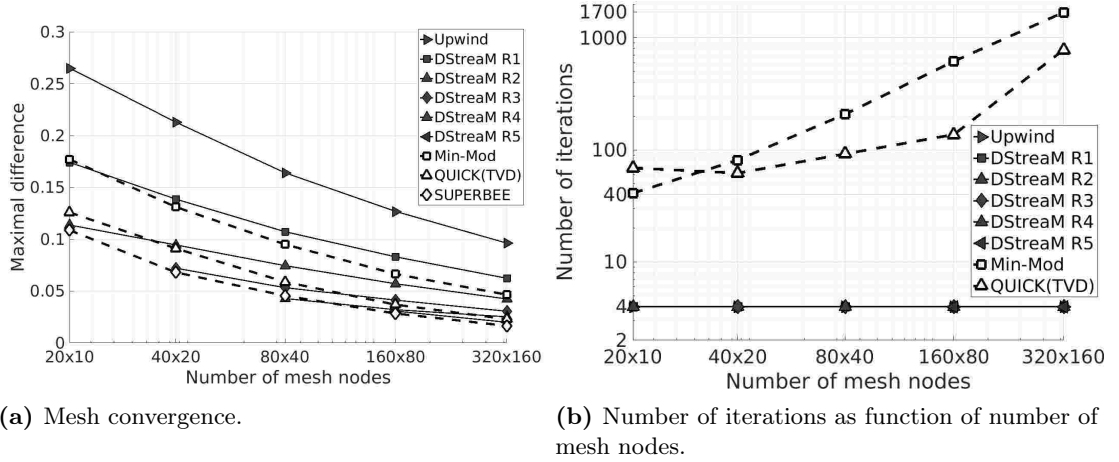 0.3
0.25
0.2
0.15
0.1
0.05
0
Maximal difference
20x10
40x20
80x40
160x80
320x160
Number of mesh nodes
Upwind
DStreaM R1
DStreaM R2
DStreaM R3
DStreaM R4
DStreaM R5
Min-Mod
QUICK(TVD)
SUPERBEE
(a) Mesh convergence.
1700
1000
100
40
10
4
2
Number of iterations
20x10
40x20
80x40
160x80
320x160
Number of mesh nodes
Upwind
DStreaM R1
DStreaM R2
DStreaM R3
DStreaM R4
DStreaM R5
Min-Mod
QUICK(TVD)
(b) Number of iterations as function of number of
mesh nodes.